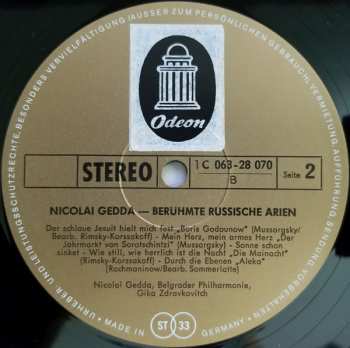 URHEBER UND LEISTUNGSSCHUTZRECHTE, BESONDERS VERVIELFÄLTIGUNG (AUSSER ZUM PERSÖNLICHEN GEBRAUCH), VERMIETUNG, AUFFÜHRUNG, SENDUNG VORBEHALTEN
Odeon
STEREO
1 C 063-28 070
B
Seite 2
NICOLAI GEDDA — BERUHMTE RUSSISCHE ARIEN
Der schlaue Jesuit hielt mich fest „Boris Godounow" (Mussorgsky/
Bearb. Rimsky-Korssakoff) - Mein Herz, mein armes Herz „Der
Jahrmarkt von Sorotschintzi" (Mussorgsky) - Sonne schon
sinket - Wie still, wie herrlich ist die Nacht „Die Mainacht"
(Rimsky-Korssakoff) - Durch die Ebenen „Aleko"
(Rachmaninow/Bearb. Sommerlatte)
Nicolai Gedda, Belgrader Philharmonie,
Gika Zdravkovitch
MADE IN
ST 33
GERMANY